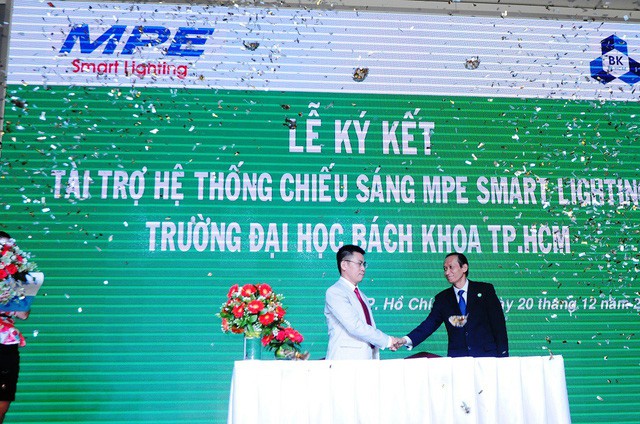 MPE
Smart Lighting
BK
LỄ KÝ KẾT
TÀI TRỢ HỆ THỐNG CHIẾU SÁNG MPE SMART LIGHTIN
TRƯỜNG ĐẠI HỌC BÁCH KHOA TP.HCM
P, Hồ Chí 20 tháng 12 năm